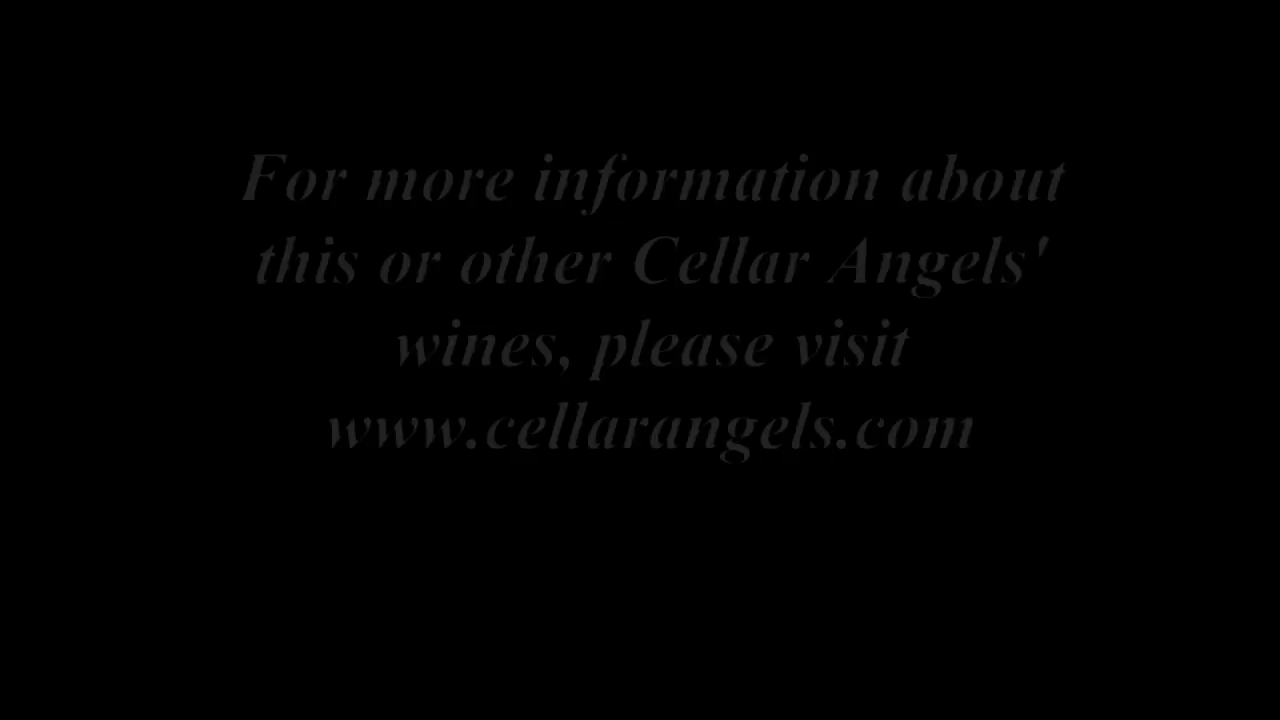 For more information about
this or other Cellar Angels'
wines, please visit
www.cellarangels.com